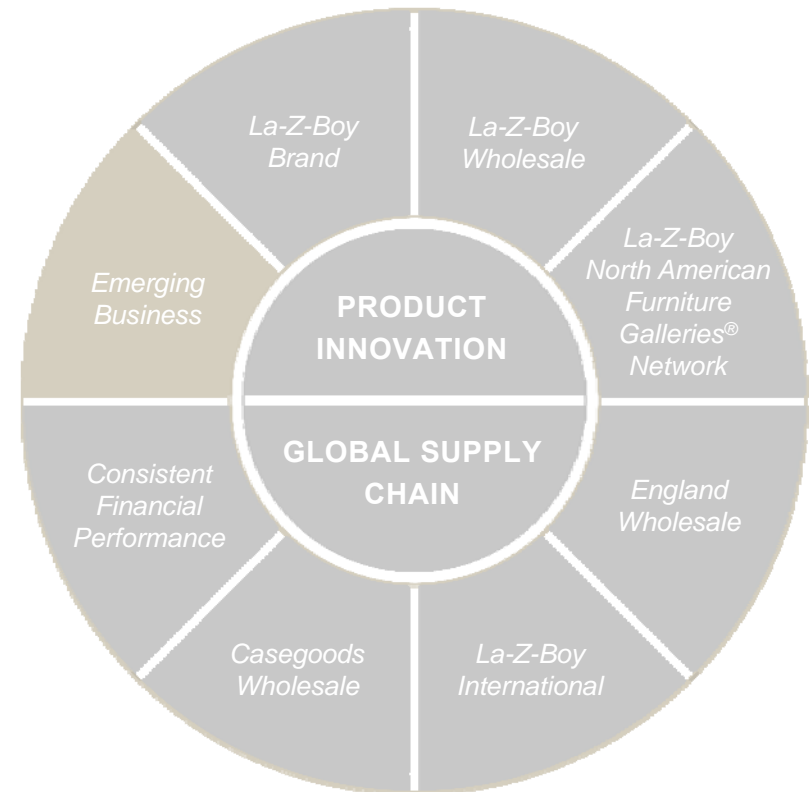 La-Z-Boy
Brand
La-Z-Boy
Wholesale
La-Z-Boy
North American
Furniture
Galleries®
Network
Emerging
Business
PRODUCT
INNOVATION
GLOBAL SUPPLY
CHAIN
Consistent
Financial
Performance
England
Wholesale
Casegoods
Wholesale
La-Z-Boy
International